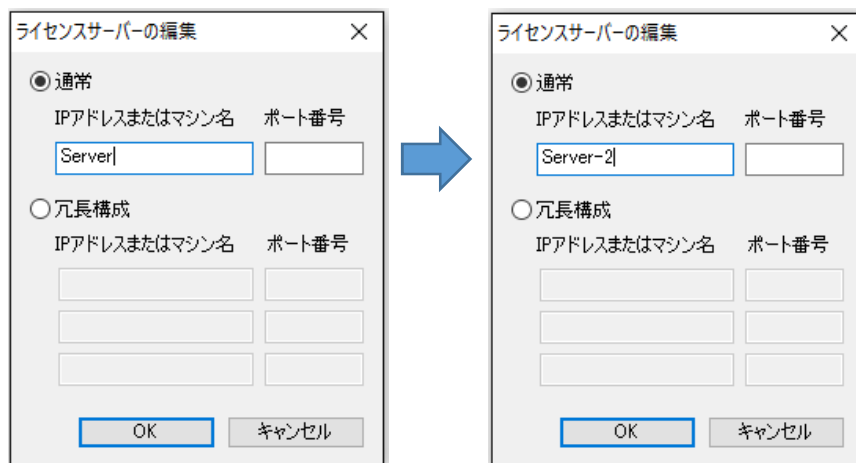 ライセンスサーバーの編集
通常
IPアドレスまたはマシン名 ポート番号
Server
冗長構成
IPアドレスまたはマシン名 ポート番号
OK キャンセル
ライセンスサーバーの編集
通常
IPアドレスまたはマシン名 ポート番号
Server-2
冗長構成
IPアドレスまたはマシン名 ポート番号
OK キャンセル